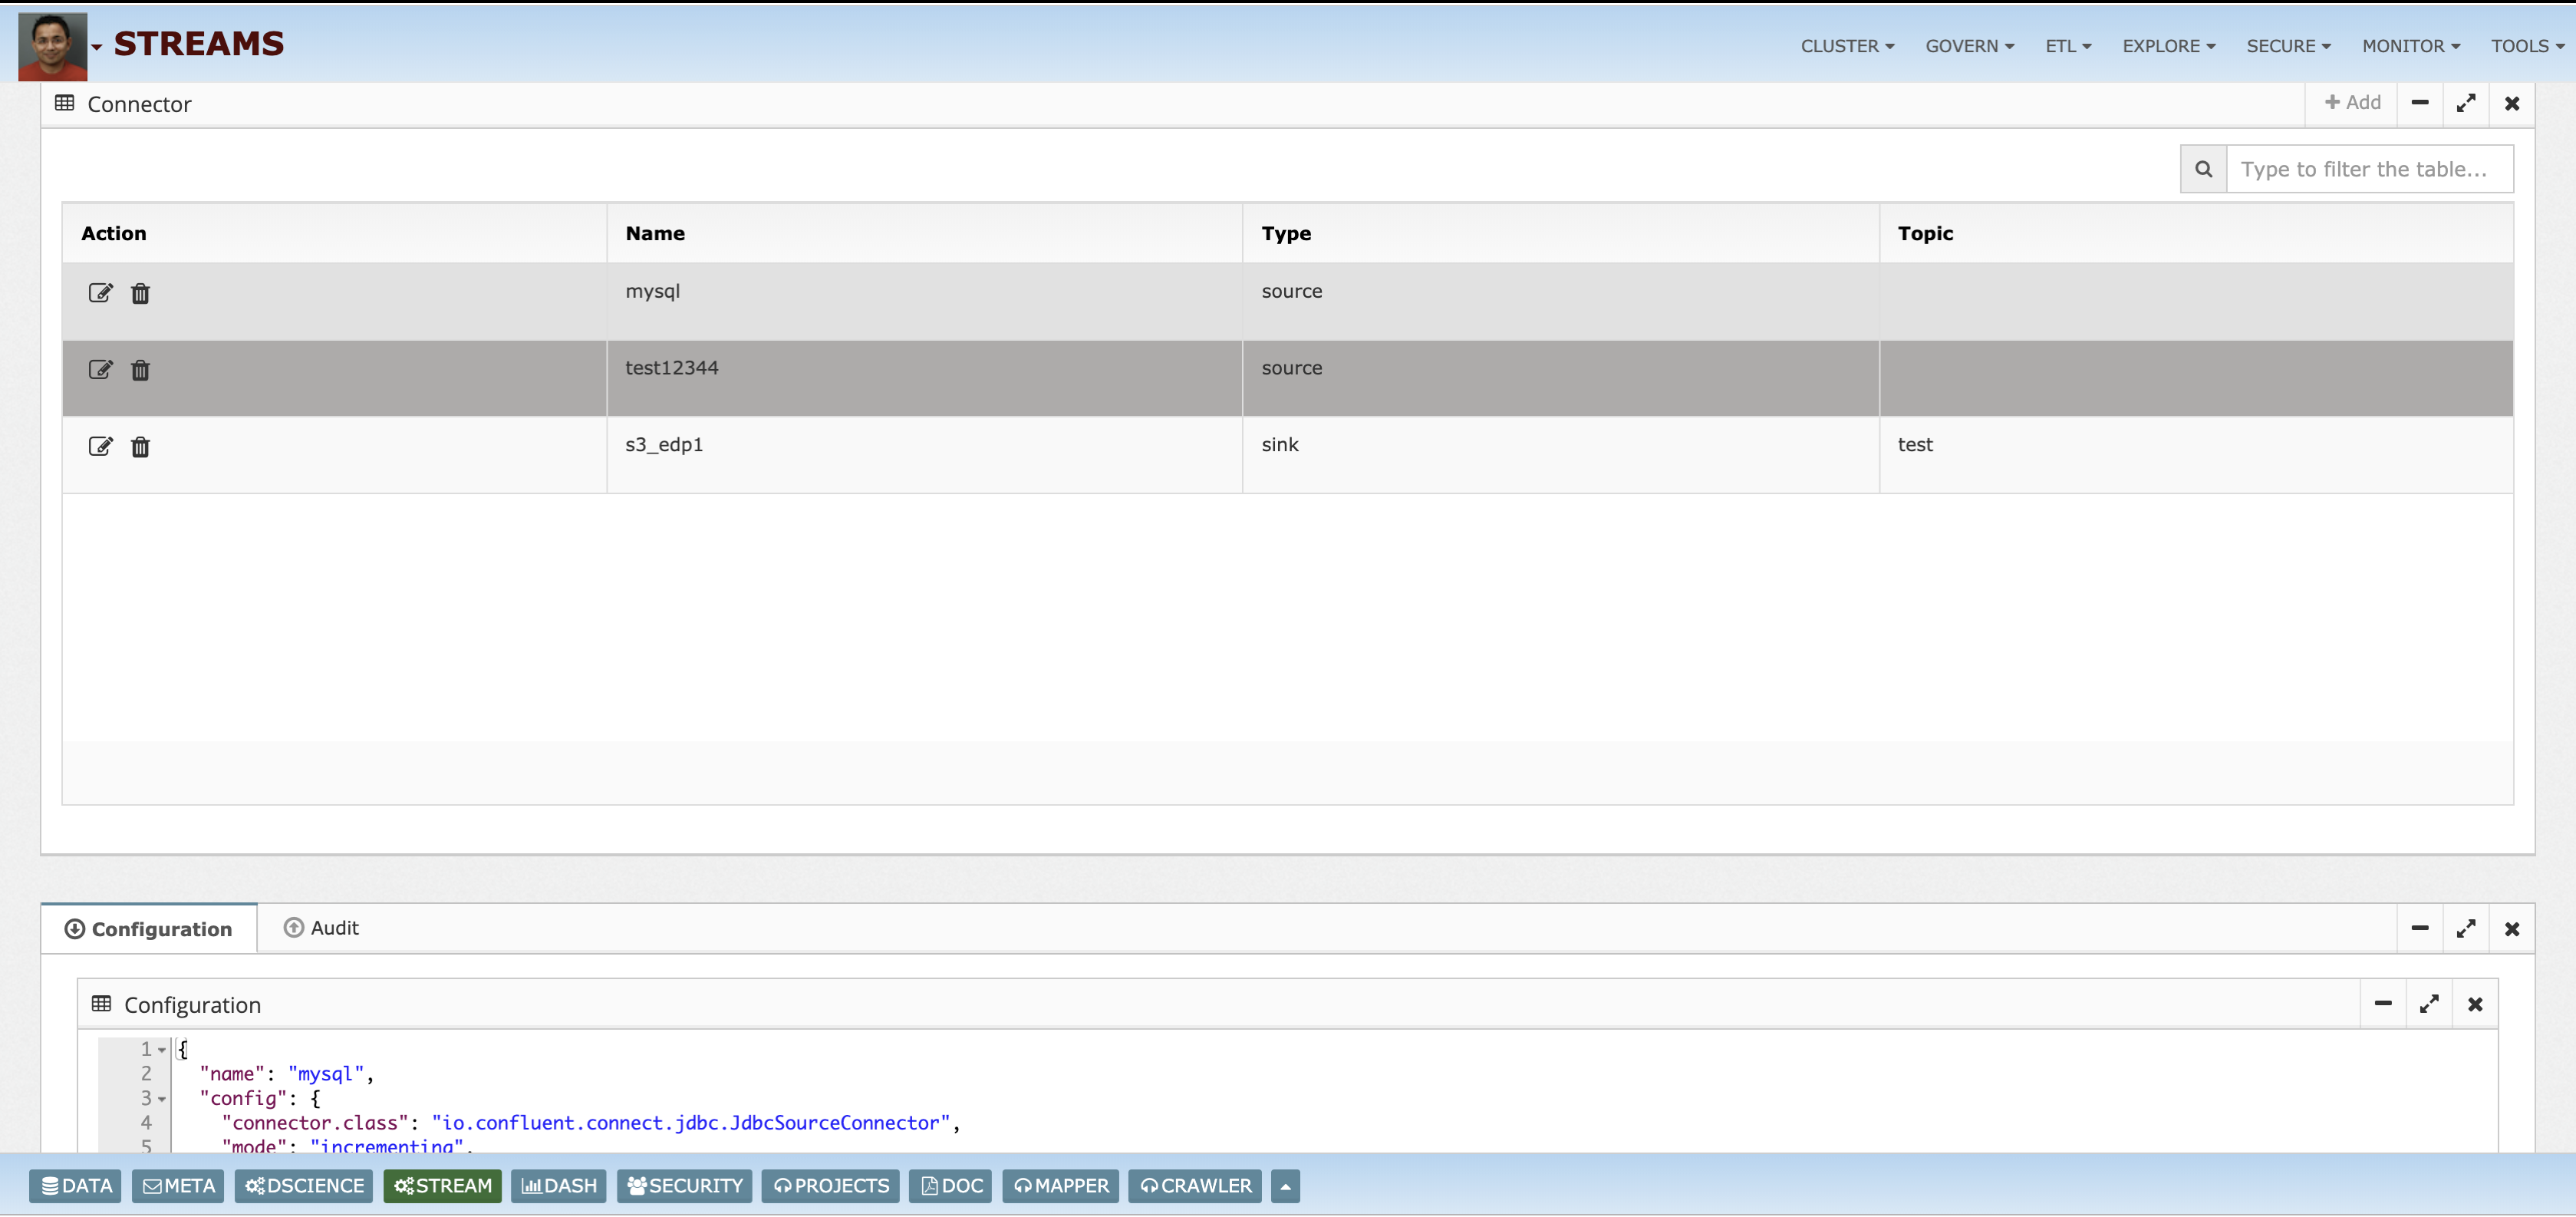 STREAMS CLUSTER GOVERN ETL EXPLORE SECURE MONITOR TOOLS
Connector Add
Type to filter the table...
Action Name Type Topic
mysql source
test12344 source
s3_edp1 sink test
Configuration Audit
Configuration
1 {
2 "name": "mysql",
3 "config": {
4 "connector.class": "io.confluent.connect.jdbc.JdbcSourceConnector",
5 "mode": "incrementing",
DATA META DSCIENCE STREAM DASH SECURITY PROJECTS DOC MAPPER CRAWLER